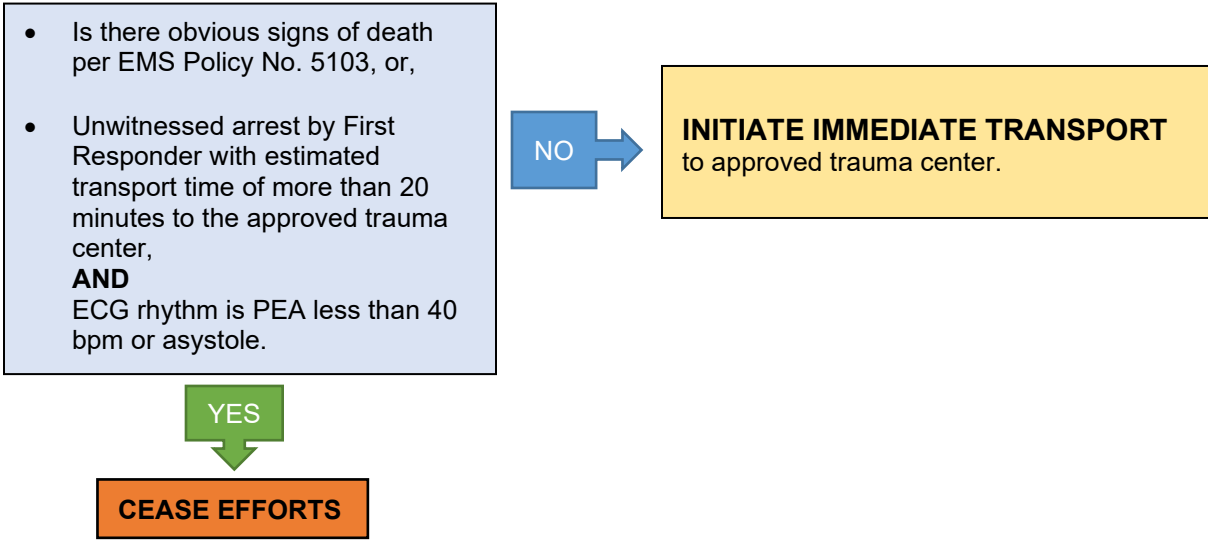 • Is there obvious signs of death
per EMS Policy No. 5103, or,
• Unwitnessed arrest by First
Responder with estimated
transport time of more than 20
minutes to the approved trauma
center,
AND
ECG rhythm is PEA less than 40
bpm or asystole.
NO
INITIATE IMMEDIATE TRANSPORT
to approved trauma center.
YES
CEASE EFFORTS